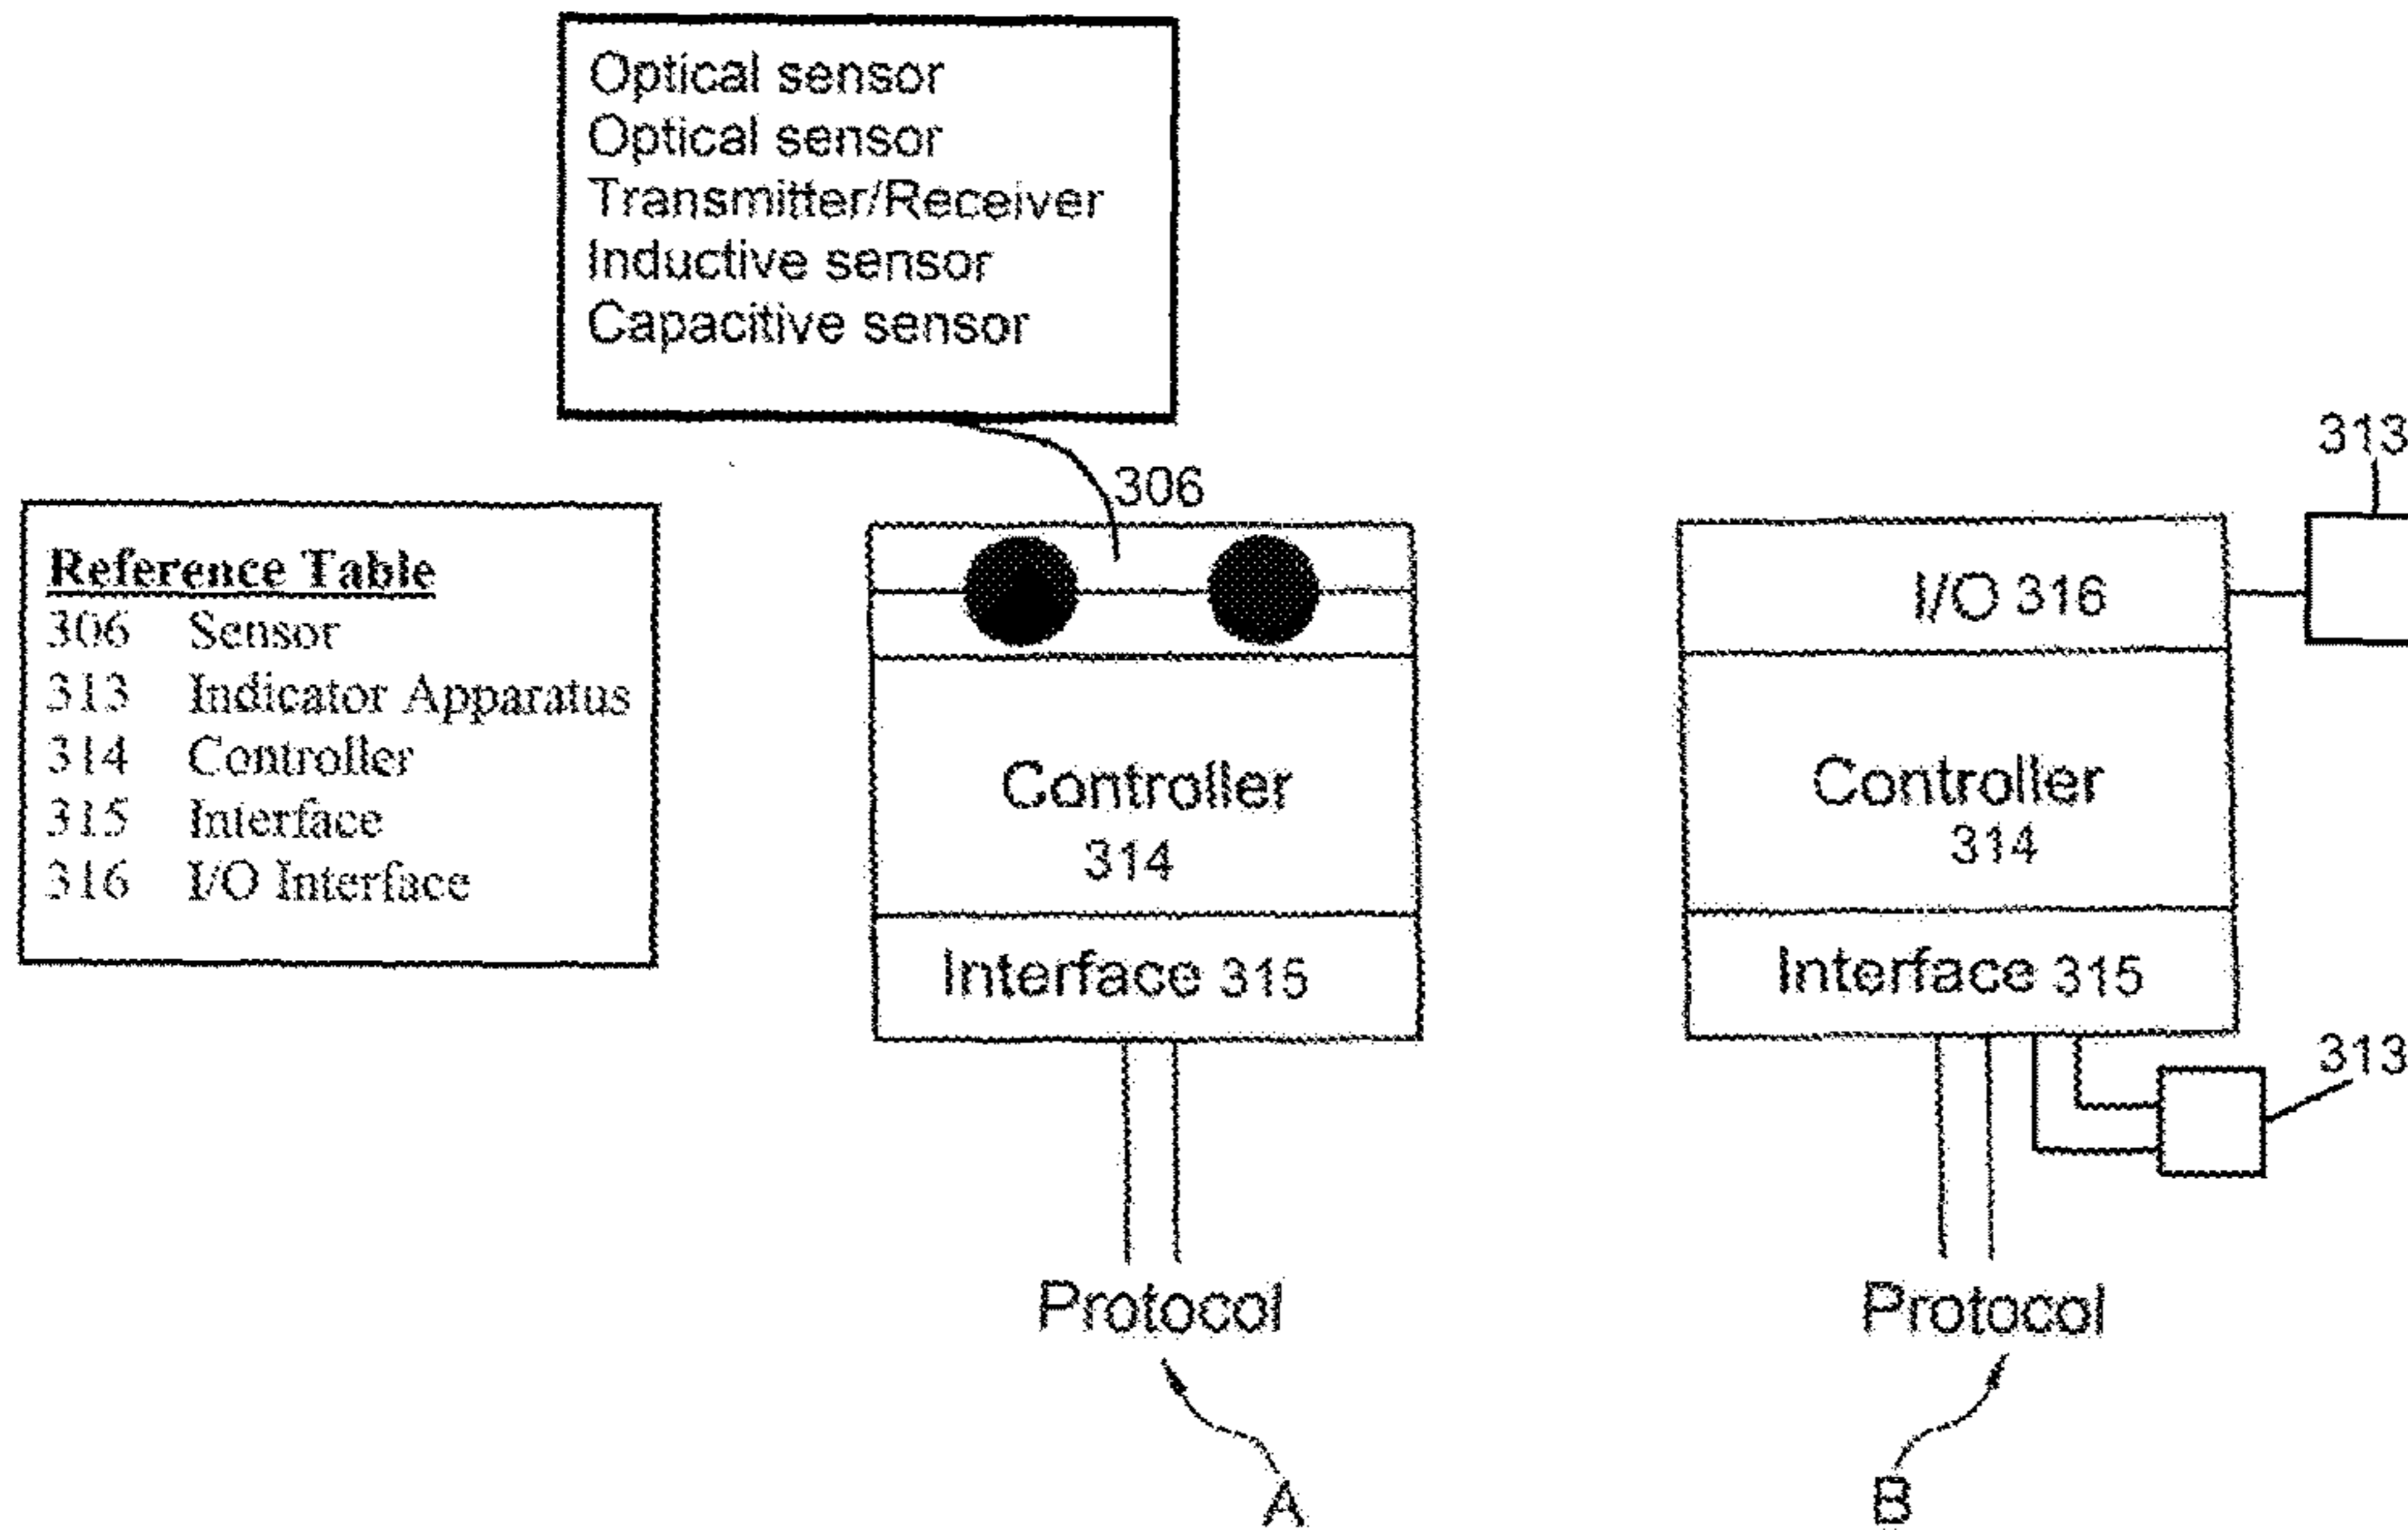 Optical sensor
Optical sensor
Transmitter/Receiver
Inductive sensor
Capacitive sensor
306
313
Reference Table
306 Sensor
313 Indicator Apparatus
314 Controller
315 Interface
316 I/O Interface
I/O 316
Controller
314
Controller
314
Interface 315
Interface 315
313
Protocol
Protocol
A
B